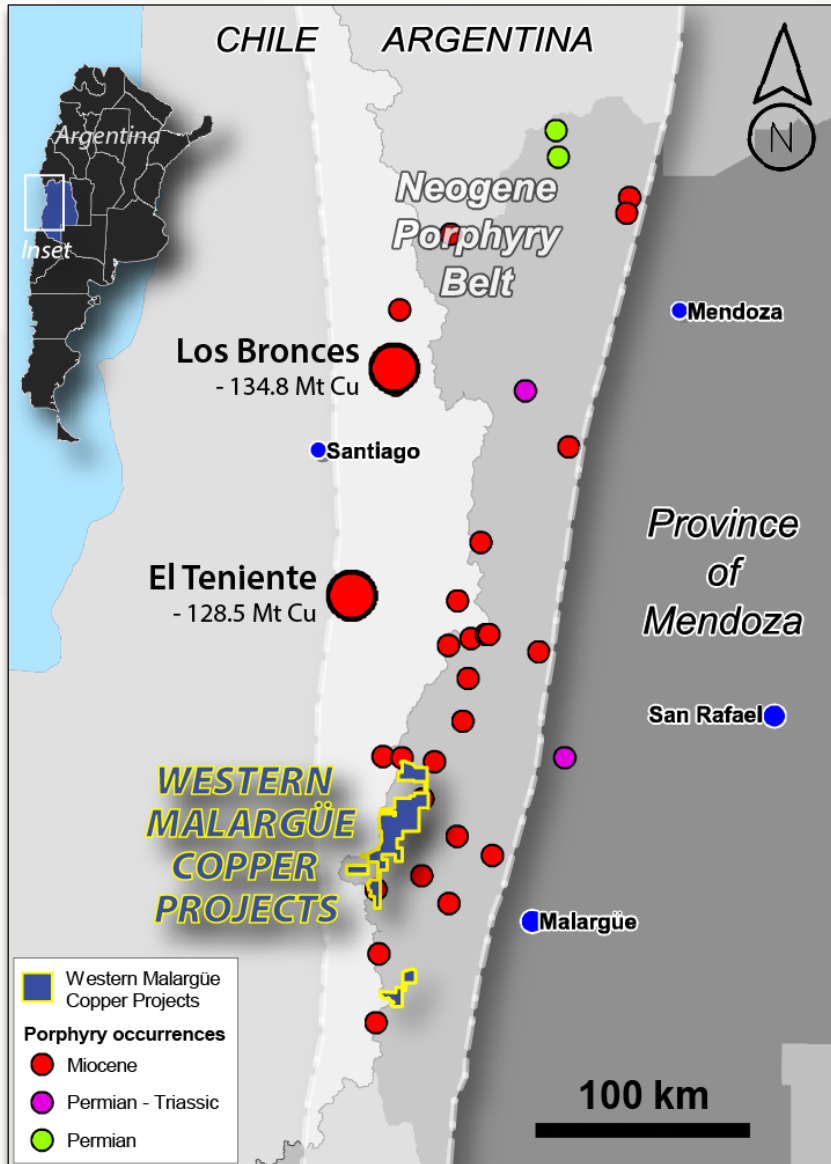 CHILE
ARGENTINA
Argentina
Inset
N
Neogene
Porphyry
Belt
Mendoza
Los Bronces
- 134.8 Mt Cu
Santiago
El Teniente
- 128.5 Mt Cu
Province
of
Mendoza
San Rafael
WESTERN
MALARGÜE
COPPER
PROJECTS
Malargüe
Western Malargüe
Copper Projects
Porphyry occurrences
Miocene
Permian - Triassic
Permian
100 km